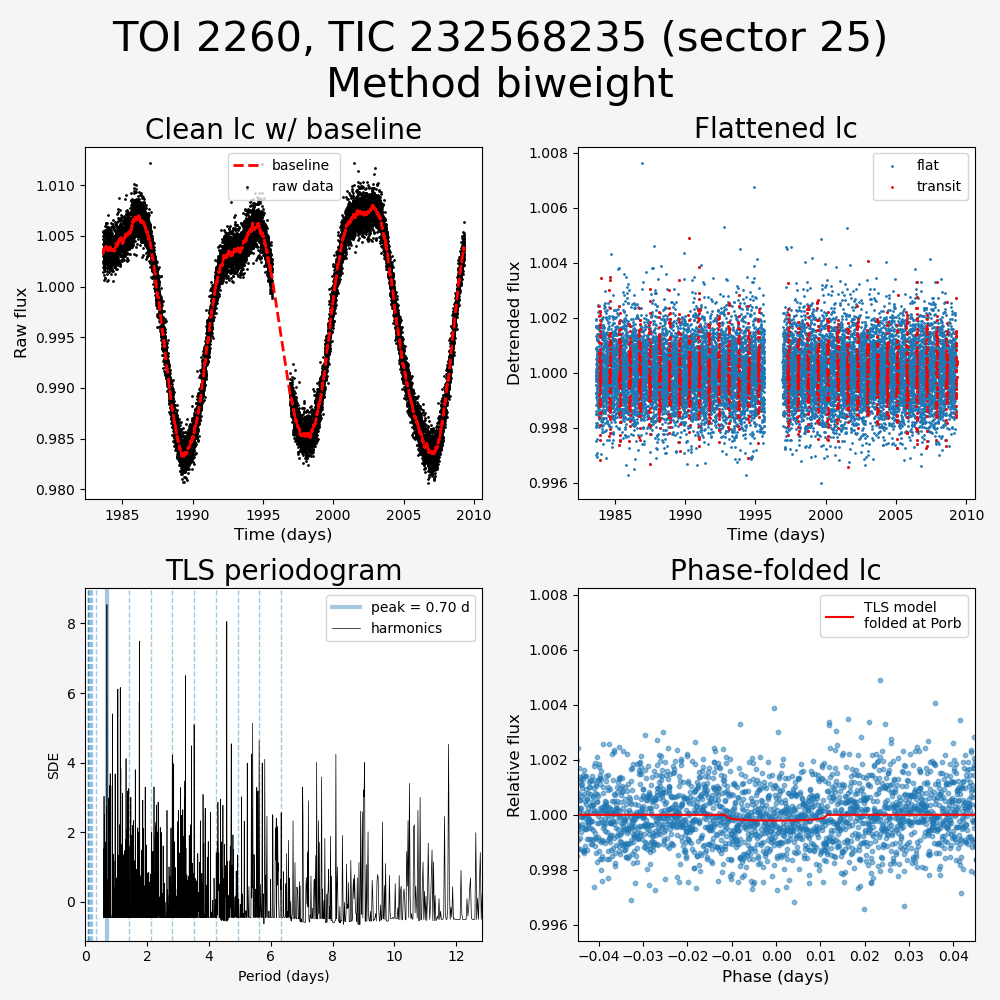 TOI 2260, TIC 232568235 (sector 25)
Method biweight
Clean lc w/ baseline
baseline
raw data
1.010
1.005
1.000
0.995
0.990
0.985
0.980
Raw flux
1985 1990 1995 2000 2005 2010
Time (days)
Flattened lc
flat
transit
1.008
1.006
1.004
1.002
1.000
0.998
0.996
Detrended flux
1985 1990 1995 2000 2005 2010
Time (days)
TLS periodogram
peak = 0.70 d
harmonics
8
6
4
2
0
SDE
0 2 4 6 8 10 12
Period (days)
Phase-folded lc
TLS model
folded at Porb
1.008
1.006
1.004
1.002
1.000
0.998
0.996
Relative flux
−0.04 −0.03 −0.02 −0.01 0.00 0.01 0.02 0.03 0.04
Phase (days)